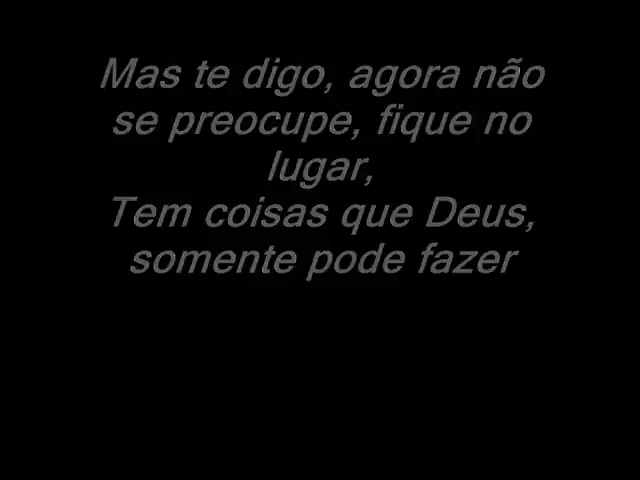 Mas te digo, agora não
se preocupe, fique no
lugar,
Tem coisas que Deus,
somente pode fazer